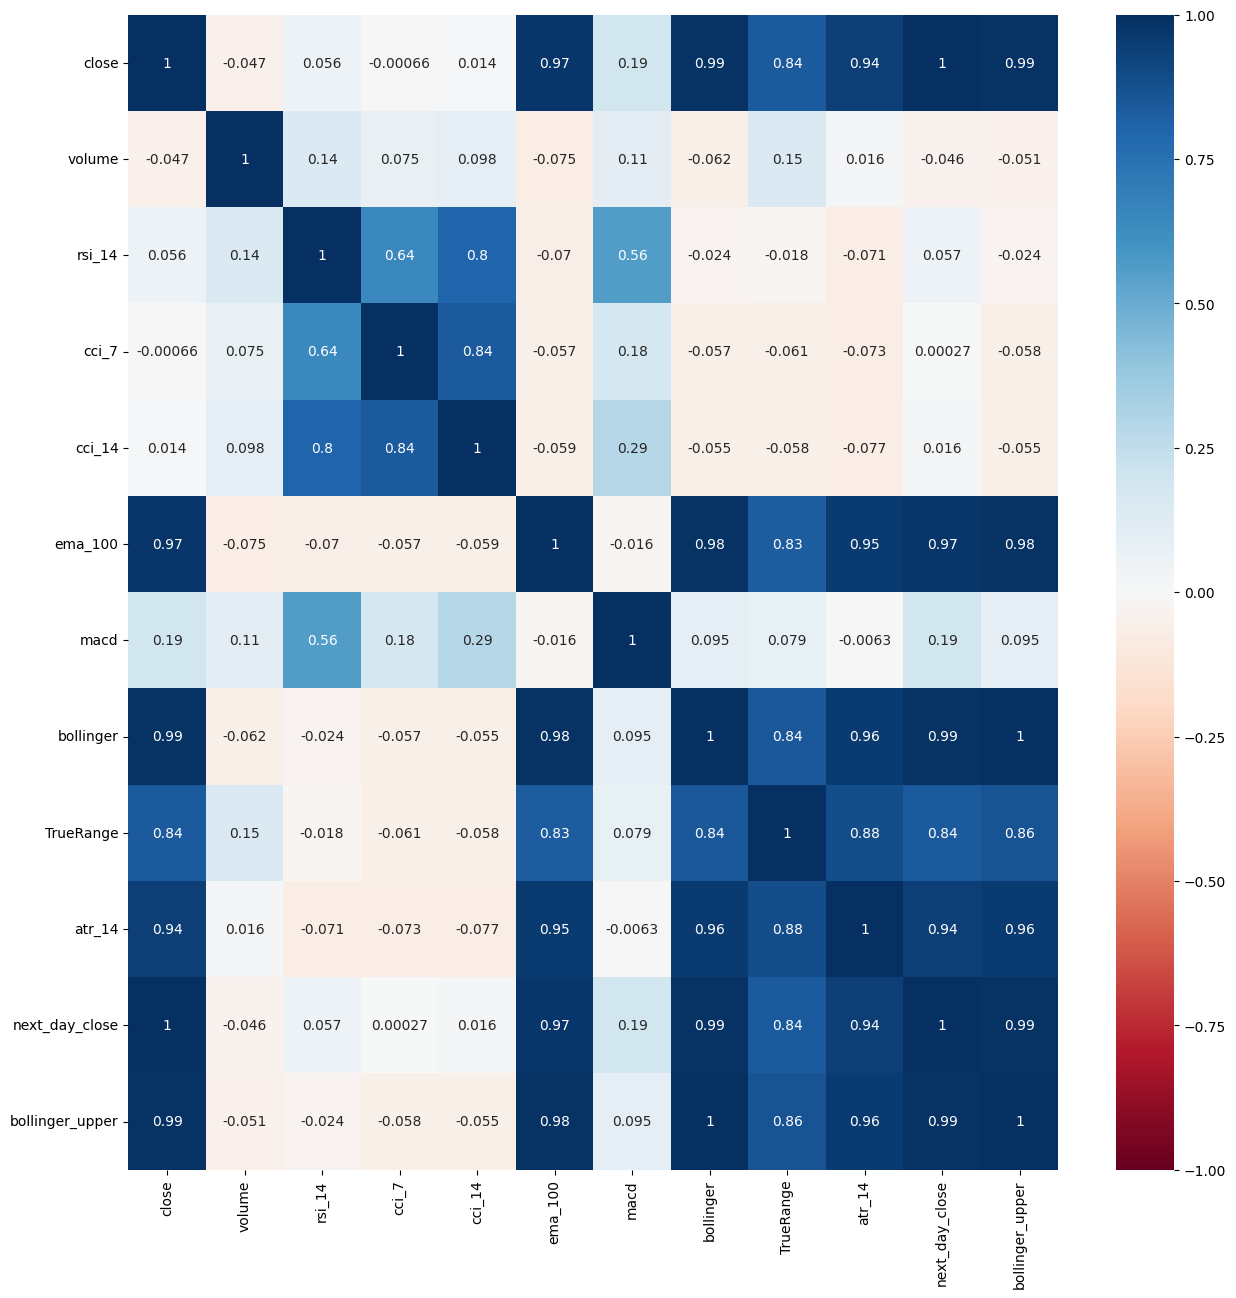 close 1 -0.047 0.056 -0.00066 0.014 0.97 0.19 0.99 0.84 0.94 1 0.99
volume -0.047 1 0.14 0.075 0.098 -0.075 0.11 -0.062 0.15 0.016 -0.046 -0.051
rsi_14 0.056 0.14 1 0.64 0.8 -0.07 0.56 -0.024 -0.018 -0.071 0.057 -0.024
cci_7 -0.00066 0.075 0.64 1 0.84 -0.057 0.18 -0.057 -0.061 -0.073 0.00027 -0.058
cci_14 0.014 0.098 0.8 0.84 1 -0.059 0.29 -0.055 -0.058 -0.077 0.016 -0.055
ema_100 0.97 -0.075 -0.07 -0.057 -0.059 1 -0.016 0.98 0.83 0.95 0.97 0.98
macd 0.19 0.11 0.56 0.18 0.29 -0.016 1 0.095 0.079 -0.0063 0.19 0.095
bollinger 0.99 -0.062 -0.024 -0.057 -0.055 0.98 0.095 1 0.84 0.96 0.99 1
TrueRange 0.84 0.15 -0.018 -0.061 -0.058 0.83 0.079 0.84 1 0.88 0.84 0.86
atr_14 0.94 0.016 -0.071 -0.073 -0.077 0.95 -0.0063 0.96 0.88 1 0.94 0.96
next_day_close 1 -0.046 0.057 0.00027 0.016 0.97 0.19 0.99 0.84 0.94 1 0.99
bollinger_upper 0.99 -0.051 -0.024 -0.058 -0.055 0.98 0.095 1 0.86 0.96 0.99 1
close volume rsi_14 cci_7 cci_14 ema_100 macd bollinger TrueRange atr_14 next_day_close bollinger_upper
1.00
0.75
0.50
0.25
0.00
−0.25
−0.50
−0.75
−1.00